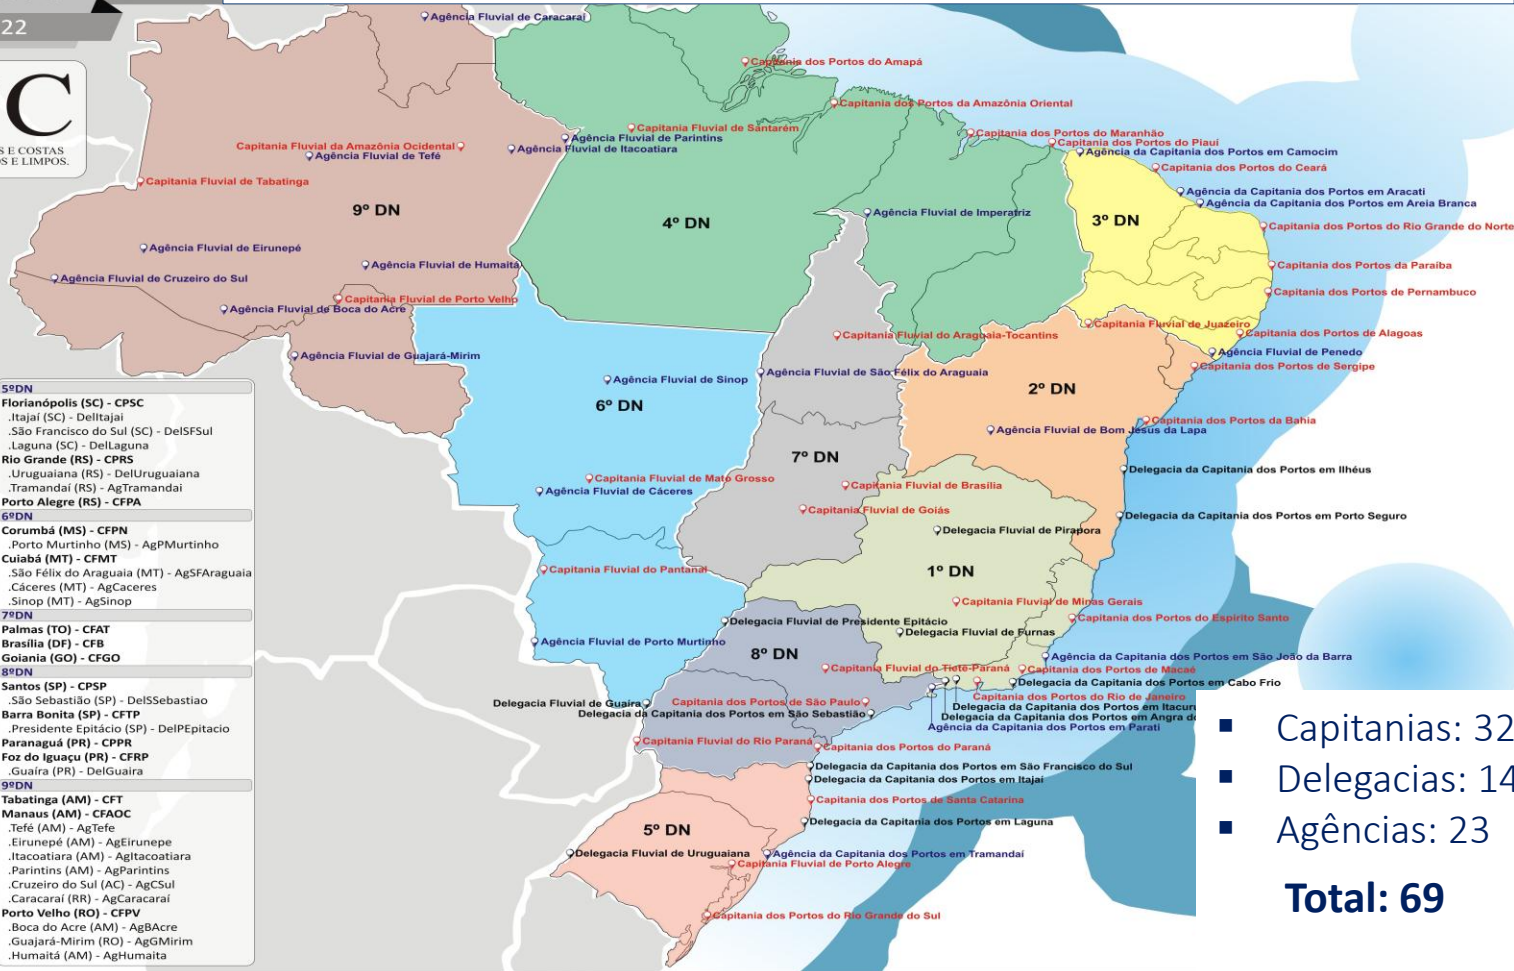 22
C
S E COSTAS
OS E LIMPOS.
Agência Fluvial de Caracaraí
Capitania dos Portos do Amapá
Capitania dos Portos da Amazônia Oriental
Capitania Fluvial de Santarém
Agência Fluvial de Parintins
Agência Fluvial de Itacoatiara
Capitania Fluvial da Amazônia Ocidental
Agência Fluvial de Tefé
Capitania Fluvial de Tabatinga
Capitania dos Portos do Maranhão
Capitania dos Portos do Piauí
Agência da Capitania dos Portos em Camocim
Capitania dos Portos do Ceará
Agência da Capitania dos Portos em Aracati
Agência da Capitania dos Portos em Areia Branca
Capitania dos Portos do Rio Grande do Norte
9º DN
4º DN
3º DN
Agência Fluvial de Imperatriz
Agência Fluvial de Eirunepé
Agência Fluvial de Humaitá
Agência Fluvial de Cruzeiro do Sul
Capitania dos Portos da Paraíba
Capitania dos Portos de Pernambuco
Capitania Fluvial de Porto Velho
Agência Fluvial de Boca do Acre
Capitania Fluvial de Juazeiro
Capitania dos Portos de Alagoas
Capitania Fluvial do Araguaia-Tocantins
Agência Fluvial de Guajará-Mirim
Agência Fluvial de Penedo
Capitania dos Portos de Sergipe
Agência Fluvial de Sinop
Agência Fluvial de São Félix do Araguaia
2º DN
6º DN
Capitania dos Portos da Bahia
Agência Fluvial de Bom Jesus da Lapa
7º DN
Delegacia da Capitania dos Portos em Ilhéus
Capitania Fluvial de Mato Grosso
Agência Fluvial de Cáceres
Capitania Fluvial de Brasília
Capitania Fluvial de Goiás
Delegacia da Capitania dos Portos em Porto Seguro
Delegacia Fluvial de Pirapora
Capitania Fluvial do Pantanal
1º DN
Capitania Fluvial de Minas Gerais
Capitania dos Portos do Espirito Santo
Delegacia Fluvial de Presidente Epitácio
Delegacia Fluvial de Furnas
Agência Fluvial de Porto Murtinho
8º DN
Agência da Capitania dos Portos em São João da Barra
Capitania Fluvial do Tietê-Paraná
Capitania dos Portos de Macaé
Delegacia da Capitania dos Portos em Cabo Frio
Capitania dos Portos do Rio de Janeiro
Delegacia Fluvial de Guaíra
Capitania dos Portos de São Paulo
Delegacia da Capitania dos Portos em Itacuru
Delegacia da Capitania dos Portos em São Sebastião
Delegacia da Capitania dos Portos em Angra do
Agência da Capitania dos Portos em Parati
Capitania Fluvial do Rio Paraná
Capitania dos Portos do Paraná
Delegacia da Capitania dos Portos em São Francisco do Sul
Delegacia da Capitania dos Portos em Itajaí
Capitania dos Portos de Santa Catarina
Delegacia da Capitania dos Portos em Laguna
5º DN
Delegacia Fluvial de Uruguaiana
Agência da Capitania dos Portos em Tramandaí
Capitania Fluvial de Porto Alegre
Capitania dos Portos do Rio Grande do Sul
5ºDN
Florianópolis (SC) - CPSC
.Itajaí (SC) - DelItajai
.São Francisco do Sul (SC) - DelSFSul
.Laguna (SC) - DelLaguna
Rio Grande (RS) - CPRS
.Uruguaiana (RS) - DelUruguaiana
.Tramandaí (RS) - AgTramandai
Porto Alegre (RS) - CFPA
6ºDN
Corumbá (MS) - CFPN
.Porto Murtinho (MS) - AgPMurtinho
Cuiabá (MT) - CFMT
.São Félix do Araguaia (MT) - AgSFAraguaia
.Cáceres (MT) - AgCaceres
.Sinop (MT) - AgSinop
7ºDN
Palmas (TO) - CFAT
Brasília (DF) - CFB
Goiania (GO) - CFGO
8ºDN
Santos (SP) - CPSP
.São Sebastião (SP) - DelSSebastiao
Barra Bonita (SP) - CFTP
.Presidente Epitácio (SP) - DelPEpitacio
Paranaguá (PR) - CPPR
Foz do Iguaçu (PR) - CFRP
.Guaíra (PR) - DelGuaira
9ºDN
Tabatinga (AM) - CFT
Manaus (AM) - CFAOC
.Tefé (AM) - AgTefe
.Eirunepé (AM) - AgEirunepe
.Itacoatiara (AM) - AgItacoatiara
.Parintins (AM) - AgParintins
.Cruzeiro do Sul (AC) - AgCSul
.Caracaraí (RR) - AgCaracaraí
Porto Velho (RO) - CFPV
.Boca do Acre (AM) - AgBAcre
.Guajará-Mirim (RO) - AgGMirim
.Humaitá (AM) - AgHumaita
▪ Capitanias: 32
▪ Delegacias: 14
▪ Agências: 23
Total: 69